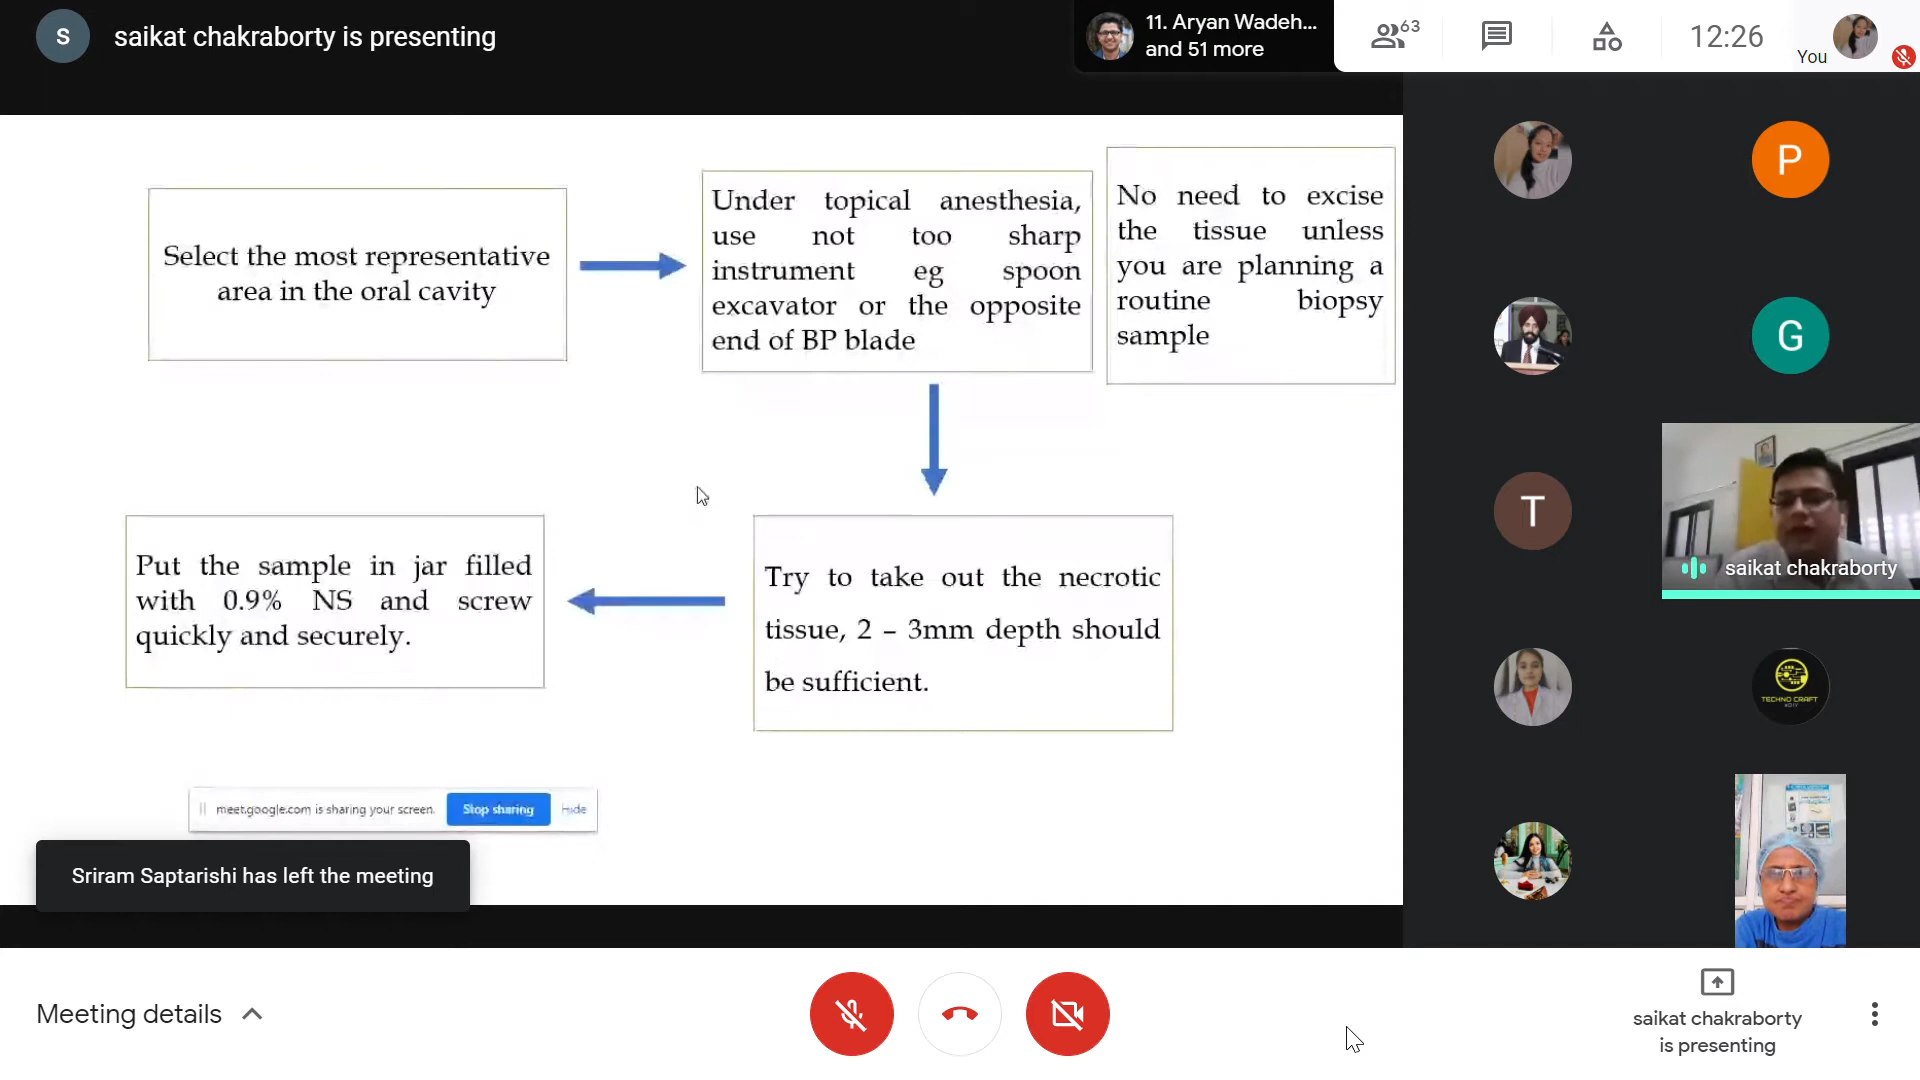 S
saikat chakraborty is presenting
11. Aryan Wadeh...
and 51 more
63
12:26
You
Select the most representative
area in the oral cavity
Under topical anesthesia,
use not too sharp
instrument eg spoon
excavator or the opposite
end of BP blade
No need to excise
the tissue unless
you are planning a
routine biopsy
sample
Put the sample in jar filled
with 0.9% NS and screw
quickly and securely.
Try to take out the necrotic
tissue, 2 – 3mm depth should
be sufficient.
meet.google.com is sharing your screen.
Stop sharing
Hide
Sriram Saptarishi has left the meeting
P
G
T
saikat chakraborty
TECHNO CRAFT
Meeting details
saikat chakraborty
is presenting